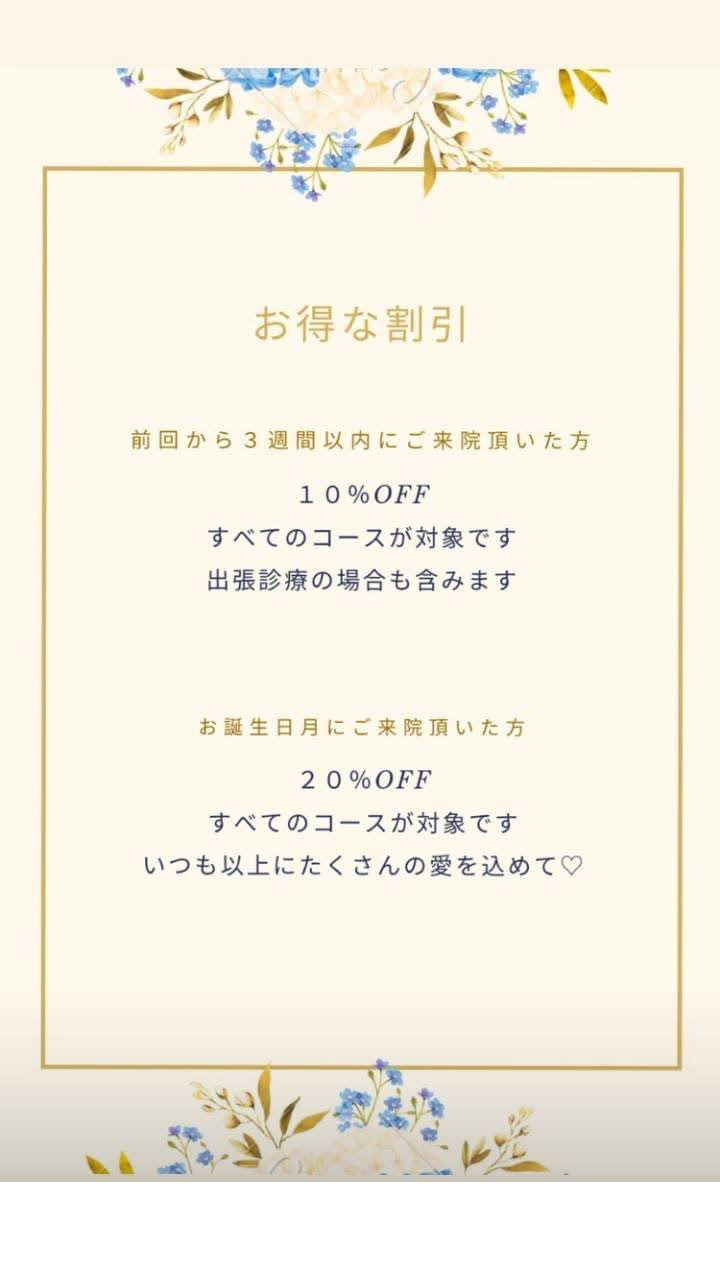 お得な割引
前回から３週間以内にご来院頂いた方
１０％OFF
すべてのコースが対象です
出張診療の場合も含みます
お誕生日月にご来院頂いた方
２０％OFF
すべてのコースが対象です
いつも以上にたくさんの愛を込めて♡